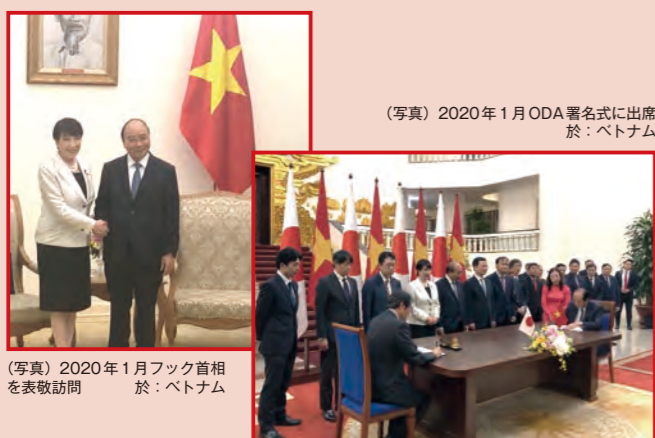 （写真）2020年1月ODA署名式に出席
於：ベトナム
（写真）2020年1月フック首相
を表敬訪問　　　於：ベトナム